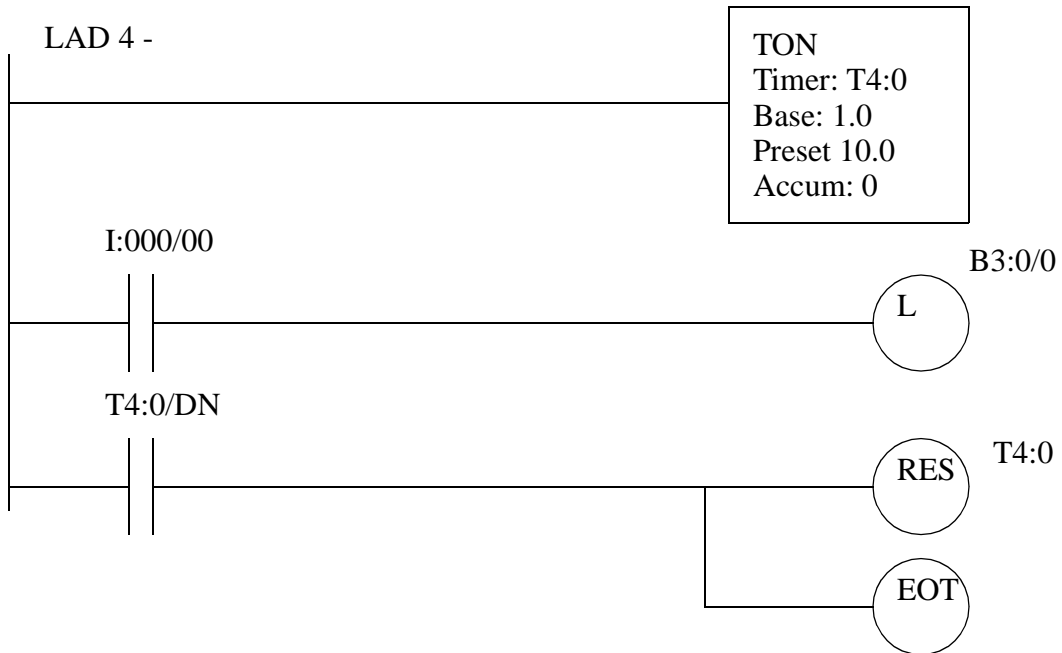 LAD 4 -
TON
Timer: T4:0
Base: 1.0
Preset 10.0
Accum: 0
I:000/00
B3:0/0
L
T4:0/DN
T4:0
RES
EOT